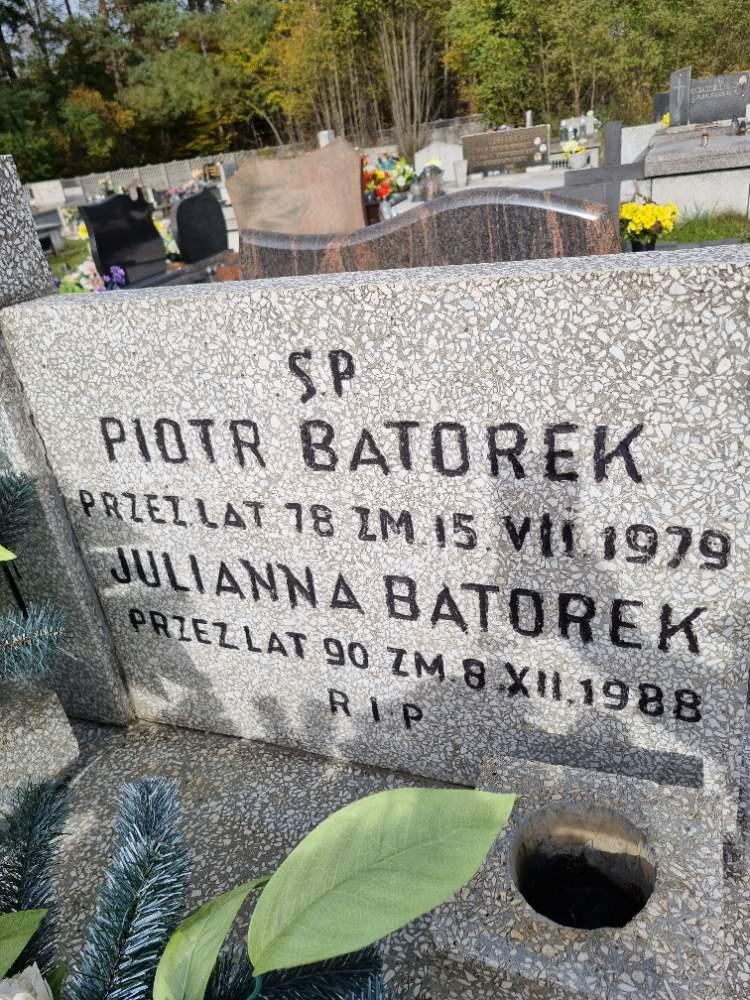 Ś.P
PIOTR BATOREK
PRZEZ.LAT 78 ZM.15.VII.1979
JULIANNA BATOREK
PRZEZ.LAT 90 ZM.8.XII.1988
R I P